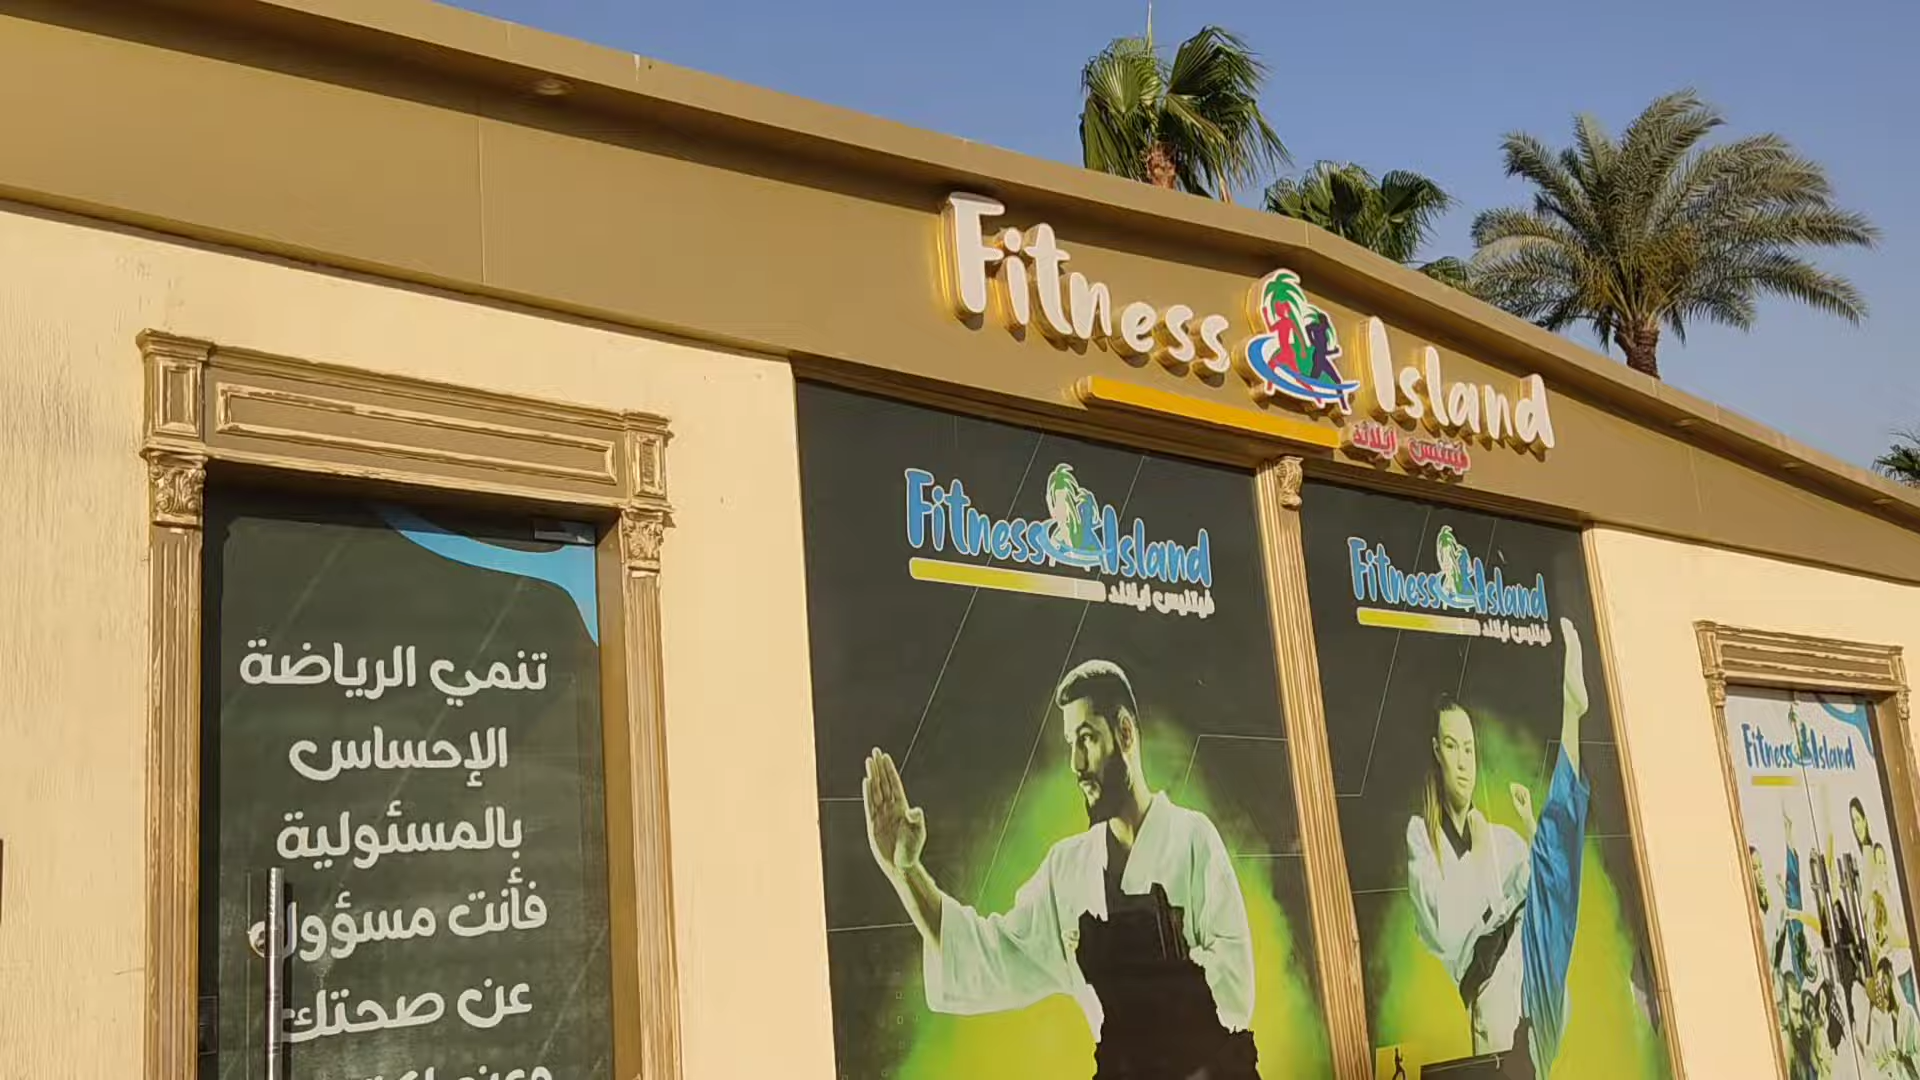 Fitness Island
فيتنيس ايلاند
Fitness Island
فيتنيس ايلاند
Fitness Island
فيتنيس ايلاند
Fitness Island
تنمي الرياضة
الإحساس
بالمسئولية
فأنت مسؤول
عن صحتك